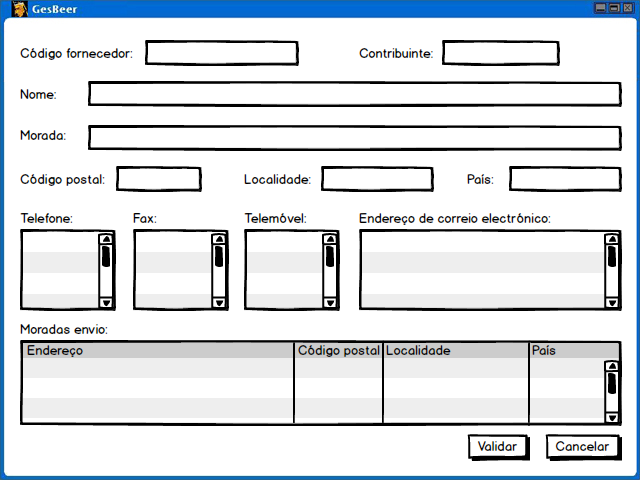 GesBeer
Código fornecedor: Contribuinte:
Nome:
Morada:
Código postal: Localidade: País:
Telefone: Fax: Telemóvel: Endereço de correio electrónico:
Moradas envio:
Endereço Código postal Localidade País
Validar Cancelar